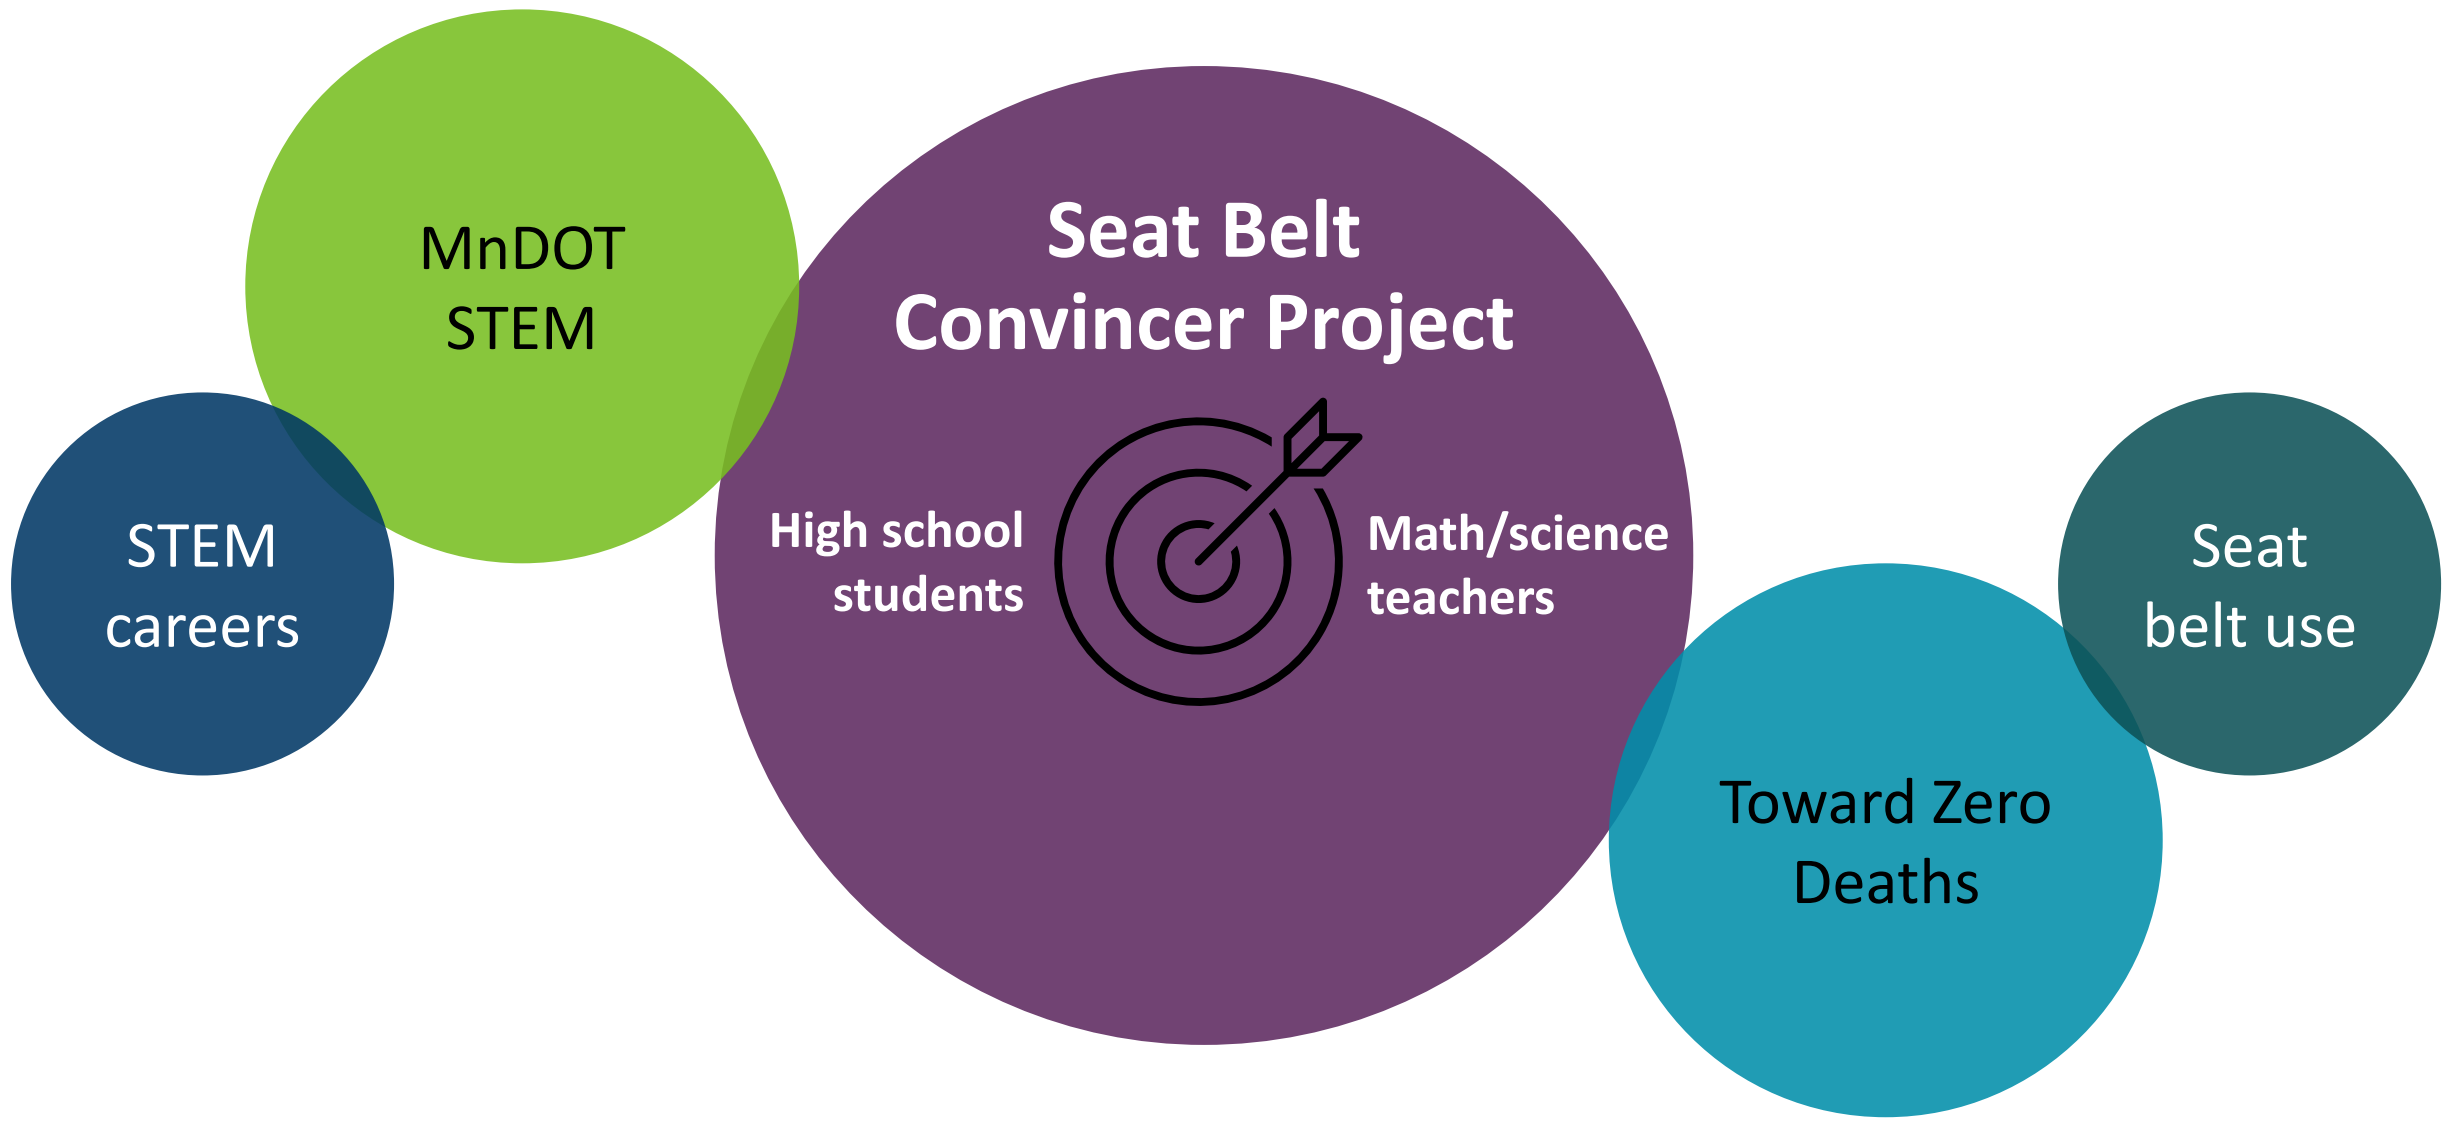 MnDOT
STEM
STEM
careers
Seat Belt
Convincer Project
High school
students
Math/science
teachers
Toward Zero
Deaths
Seat
belt use